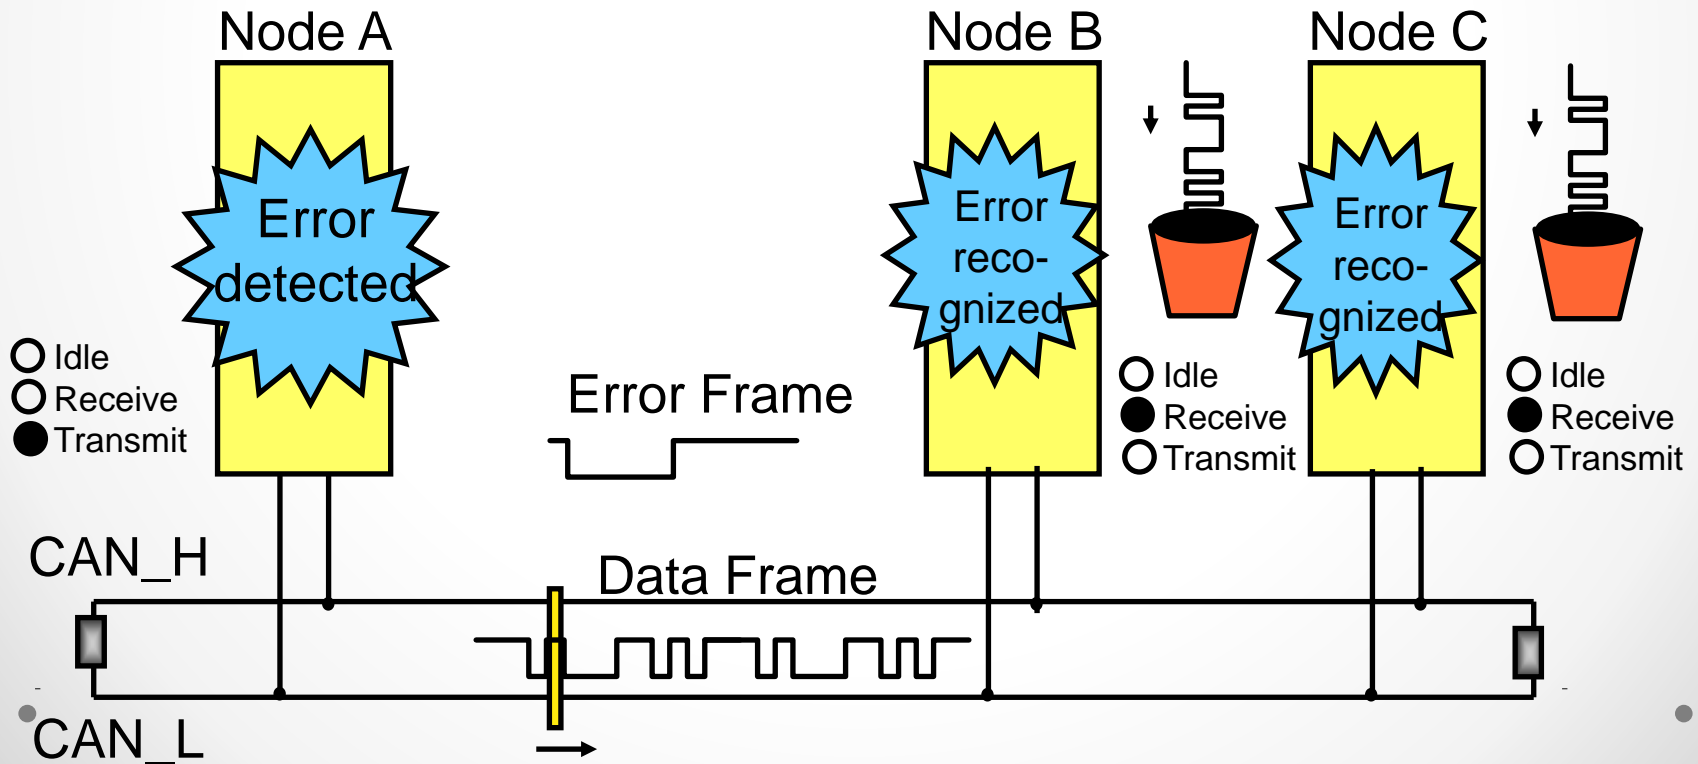 Node A
Node B
Node C
Error
detected
Error
reco-
gnized
Error
reco-
gnized
Idle
Receive
Transmit
Error Frame
Idle
Receive
Transmit
Idle
Receive
Transmit
CAN_H
Data Frame
CAN_L